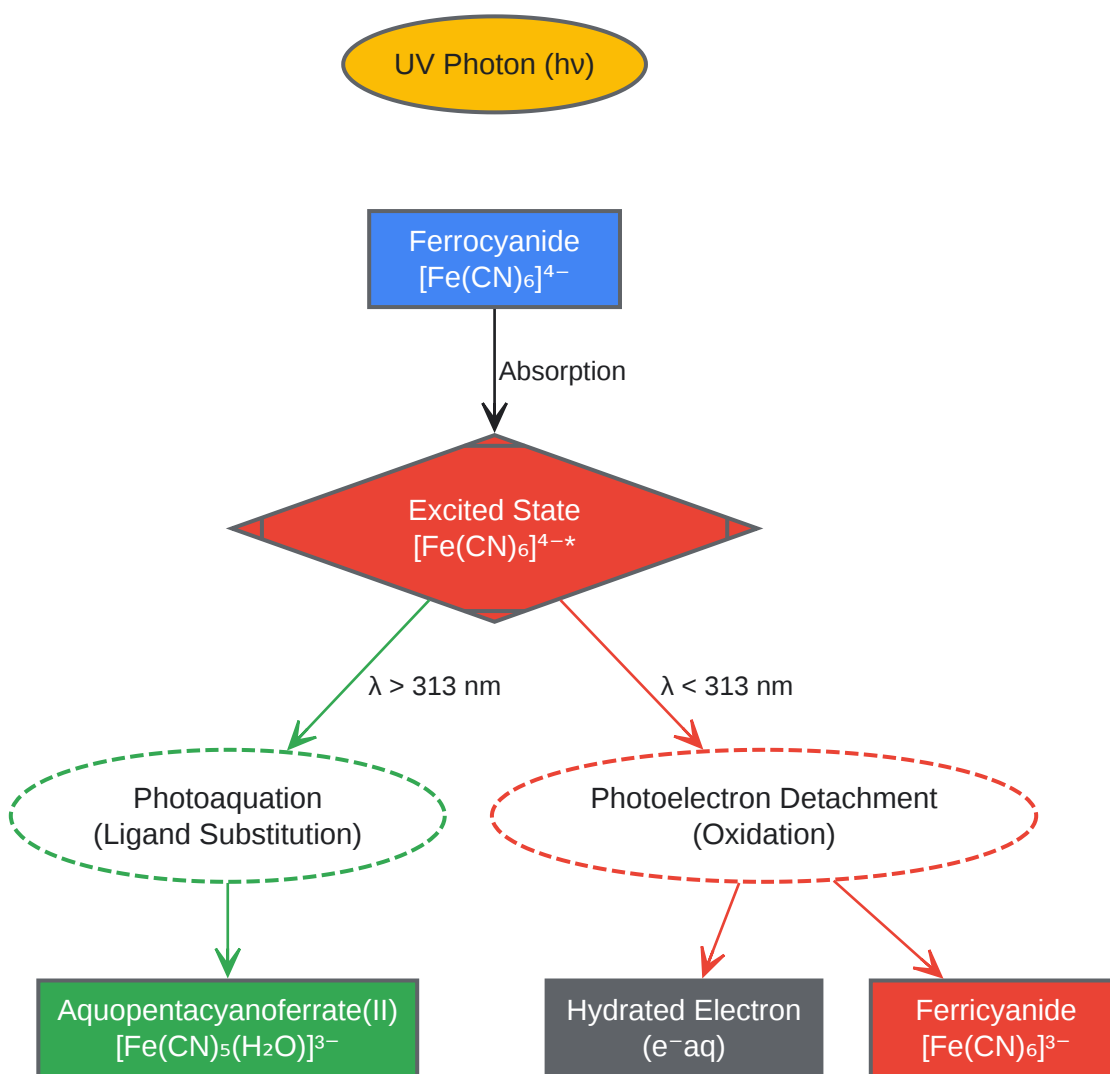 UV Photon (hν)
Ferrocyanide
[Fe(CN)₆]⁴⁻
Absorption
Excited State
[Fe(CN)₆]⁴⁻*
λ > 313 nm
λ < 313 nm
Photoaquation
(Ligand Substitution)
Photoelectron Detachment
(Oxidation)
Aquopentacyanoferrate(II)
[Fe(CN)₅(H₂O)]³⁻
Hydrated Electron
(e⁻aq)
Ferricyanide
[Fe(CN)₆]³⁻